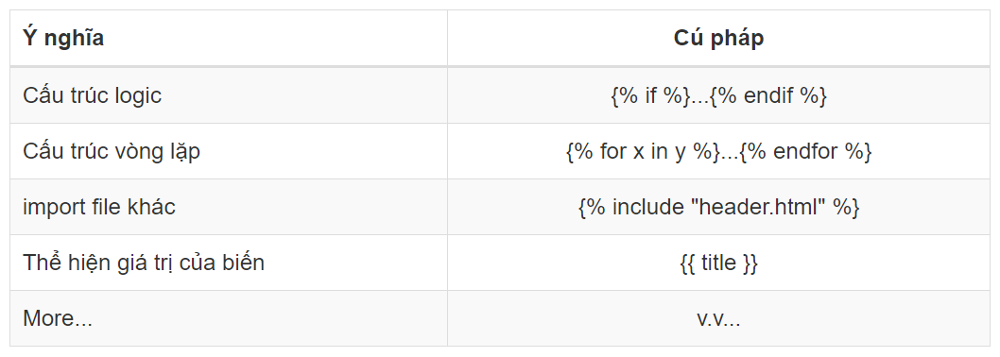 Ý nghĩa Cú pháp
Cấu trúc logic {% if %}...{% endif %}
Cấu trúc vòng lặp {% for x in y %}...{% endfor %}
import file khác {% include "header.html" %}
Thể hiện giá trị của biến {{ title }}
More... v.v...